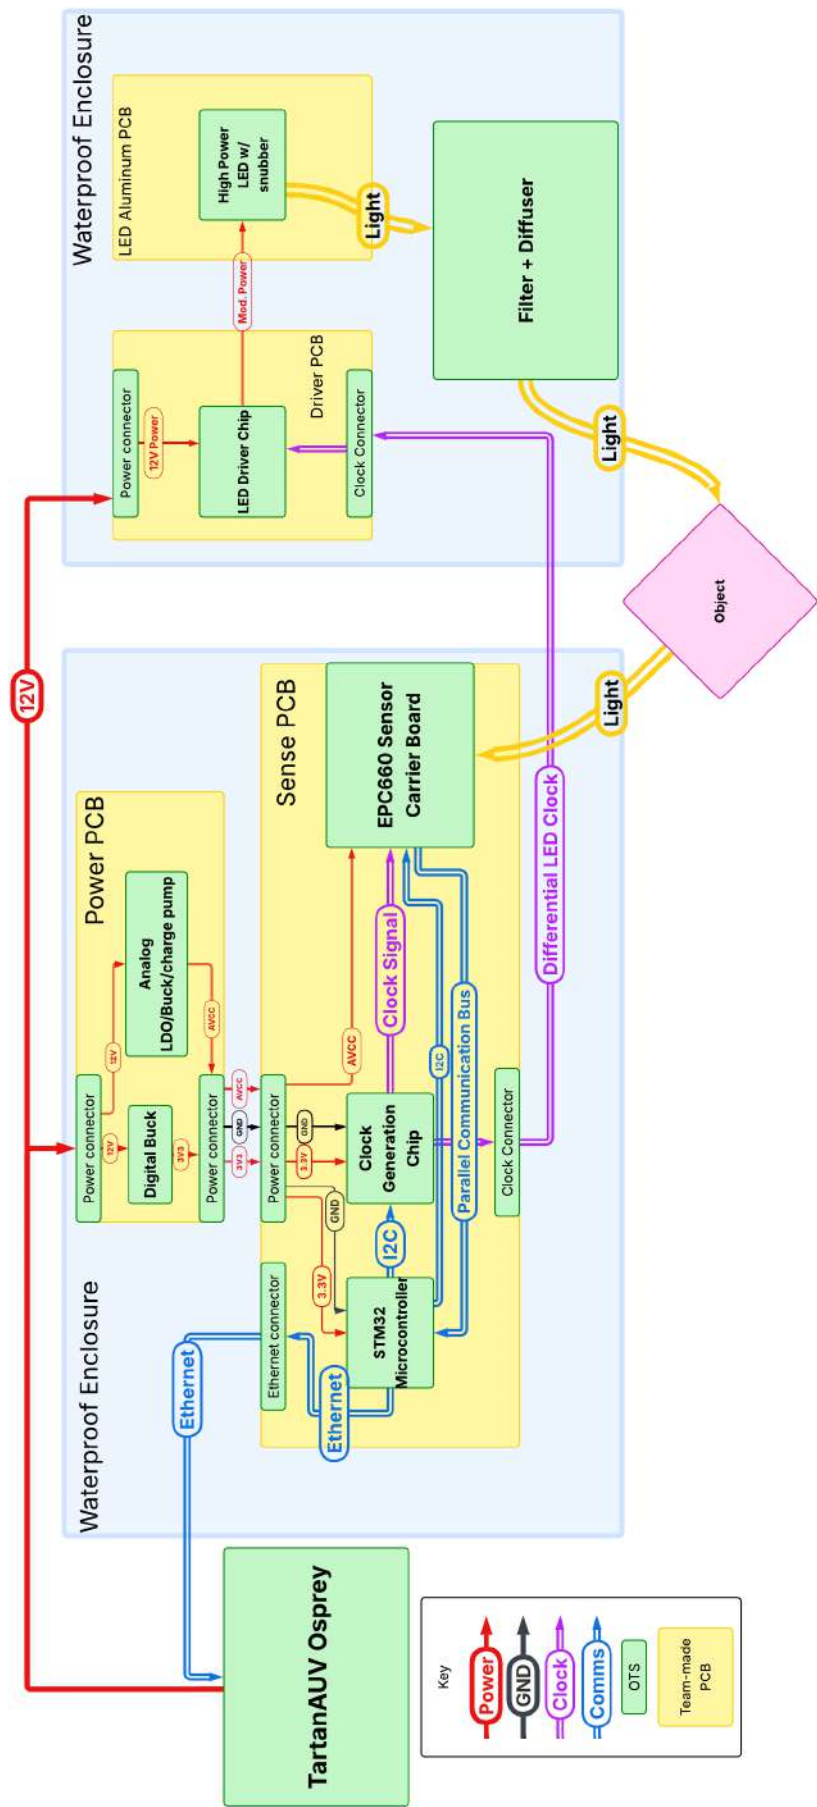 Waterproof Enclosure
Waterproof Enclosure
12V
Power PCB
Power connector
12V
12V
Digital Buck
Analog
LDO/Buck/charge pump
3V3
AVCC
Power connector
3V3
GND
AVCC
Ethernet
Sense PCB
Ethernet connector
Power connector
3.3V
GND
3.3V
GND
AVCC
Ethernet
STM32
Microcontroller
I2C
Clock
Generation
Chip
Clock Signal
EPC660 Sensor
Carrier Board
I2C
Parallel Communication Bus
Clock Connector
Differential LED Clock
Power connector
12V Power
LED Driver Chip
Driver PCB
Clock Connector
Mod. Power
LED Aluminum PCB
High Power
LED w/
snubber
Light
Filter + Diffuser
Light
Object
Light
TartanAUV Osprey
Key
Power
GND
Clock
Comms
OTS
Team-made
PCB